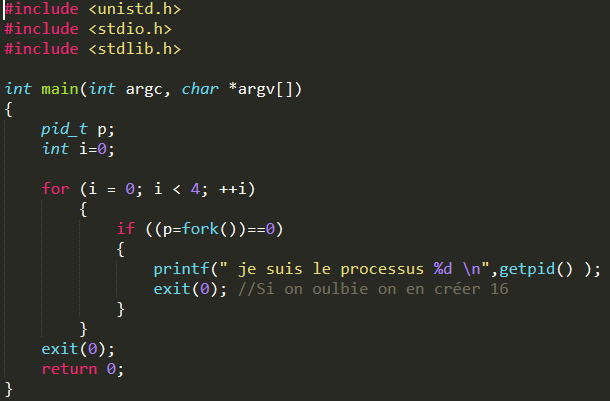 #include <unistd.h>
#include <stdio.h>
#include <stdlib.h>
int main(int argc, char *argv[])
{
pid_t p;
int i=0;
for (i = 0; i < 4; ++i)
{
if ((p=fork())==0)
{
printf(" je suis le processus %d \n",getpid() );
exit(0); //Si on oulbie on en créer 16
}
}
exit(0);
return 0;
}